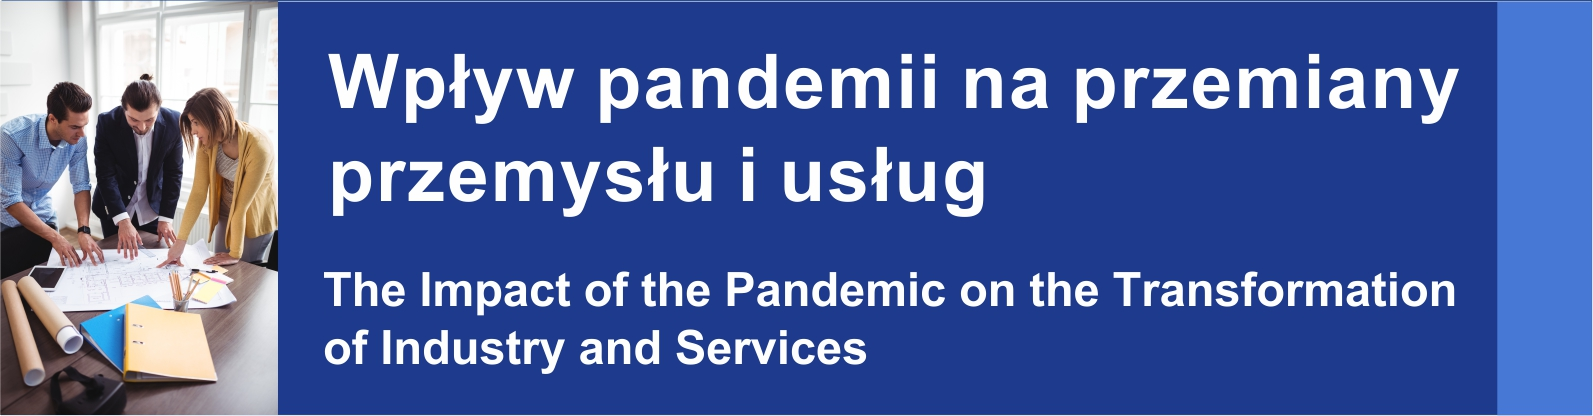 Wpływ pandemii na przemiany
przemysłu i usług
The Impact of the Pandemic on the Transformation
of Industry and Services